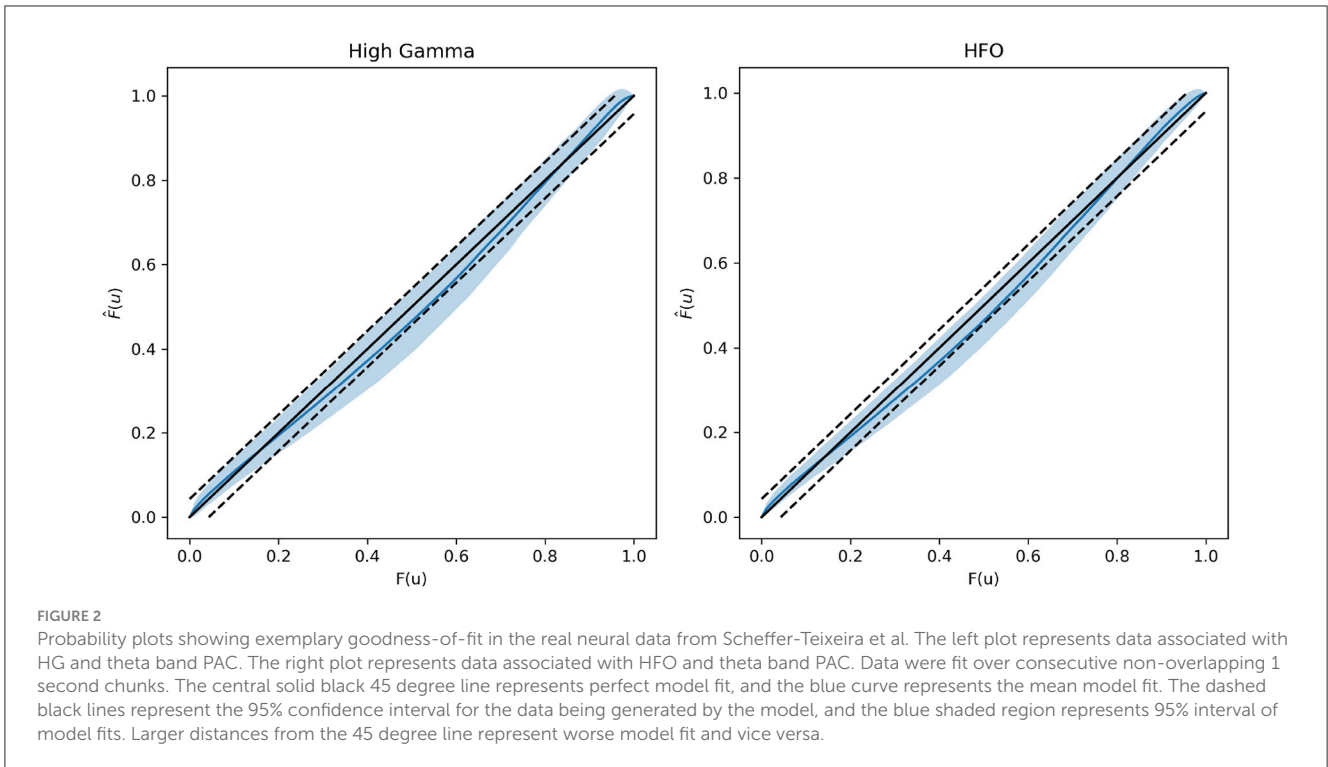 High Gamma
1.0
0.8
0.6
0.4
0.2
0.0
F̂(u)
0.0 0.2 0.4 0.6 0.8 1.0
F(u)
HFO
1.0
0.8
0.6
0.4
0.2
0.0
F̂(u)
0.0 0.2 0.4 0.6 0.8 1.0
F(u)
FIGURE 2
Probability plots showing exemplary goodness-of-fit in the real neural data from Scheffer-Teixeira et al. The left plot represents data associated with
HG and theta band PAC. The right plot represents data associated with HFO and theta band PAC. Data were fit over consecutive non-overlapping 1
second chunks. The central solid black 45 degree line represents perfect model fit, and the blue curve represents the mean model fit. The dashed
black lines represent the 95% confidence interval for the data being generated by the model, and the blue shaded region represents 95% interval of
model fits. Larger distances from the 45 degree line represent worse model fit and vice versa.